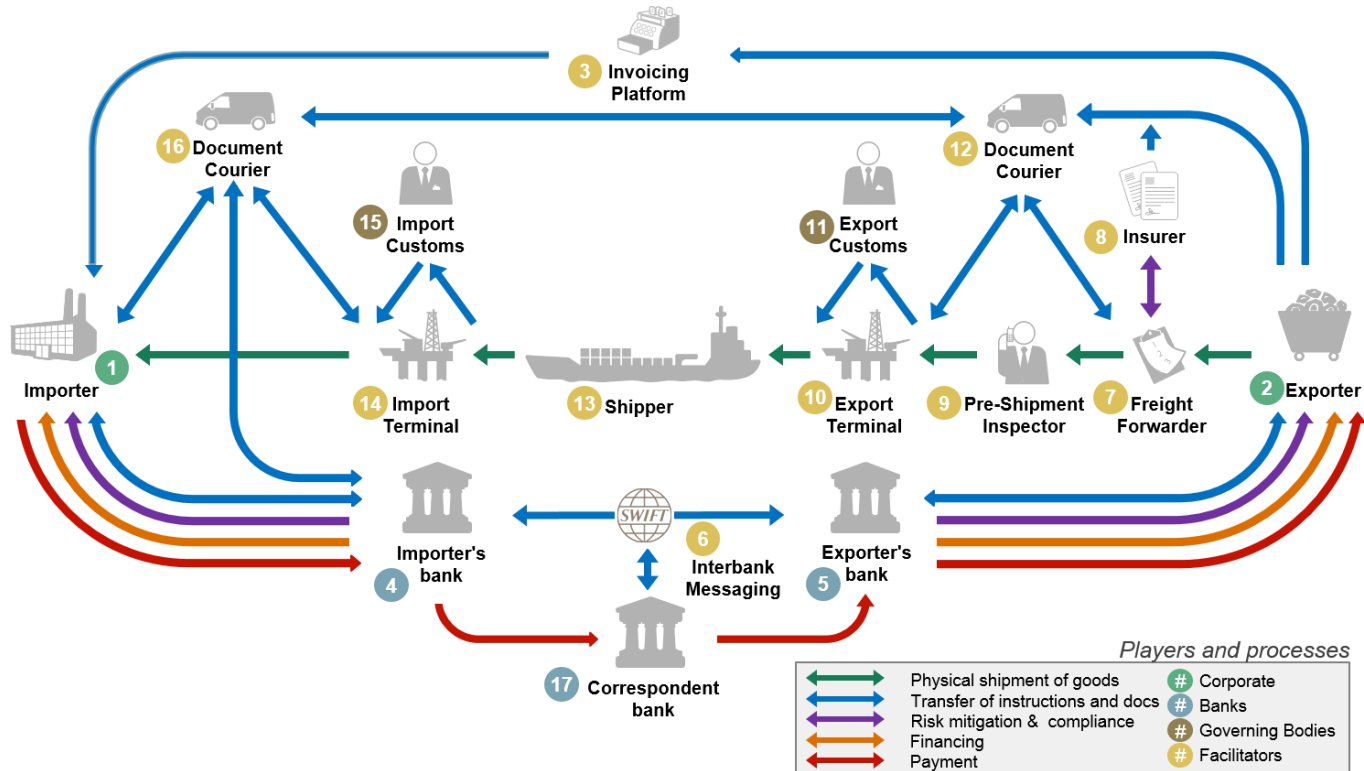 3
Invoicing
Platform
16
Document
Courier
12
Document
Courier
15
Import
Customs
11
Export
Customs
8
Insurer
1
Importer
14
Import
Terminal
13
Shipper
10
Export
Terminal
9
Pre-Shipment
Inspector
7
Freight
Forwarder
2
Exporter
4
Importer's
bank
SWIFT
6
Interbank
Messaging
5
Exporter's
bank
17
Correspondent
bank
Players and processes
Physical shipment of goods
# Corporate
Transfer of instructions and docs
# Banks
Risk mitigation & compliance
# Governing Bodies
Financing
# Facilitators
Payment